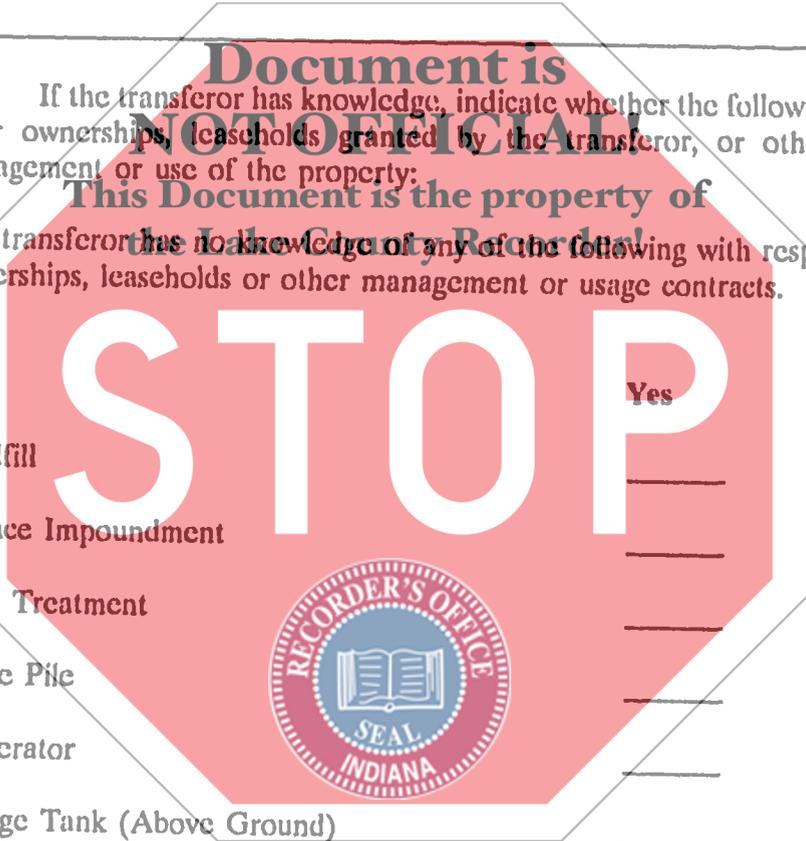 Document is
If the transferor has knowledge, indicate whether the follow
ownerships, leaseholds granted by the transferor, or oth
NOT OFFICIAL!
agement or use of the property:
This Document is the property of
transferor has no knowledge of any of the following with resp
the Lake County Recorder!
erships, leaseholds or other management or usage contracts.
STOP
Yes
fill
ce Impoundment
Treatment
e Pile
erator
ge Tank (Above Ground)
RECORDER'S OFFICE
SEAL
INDIANA